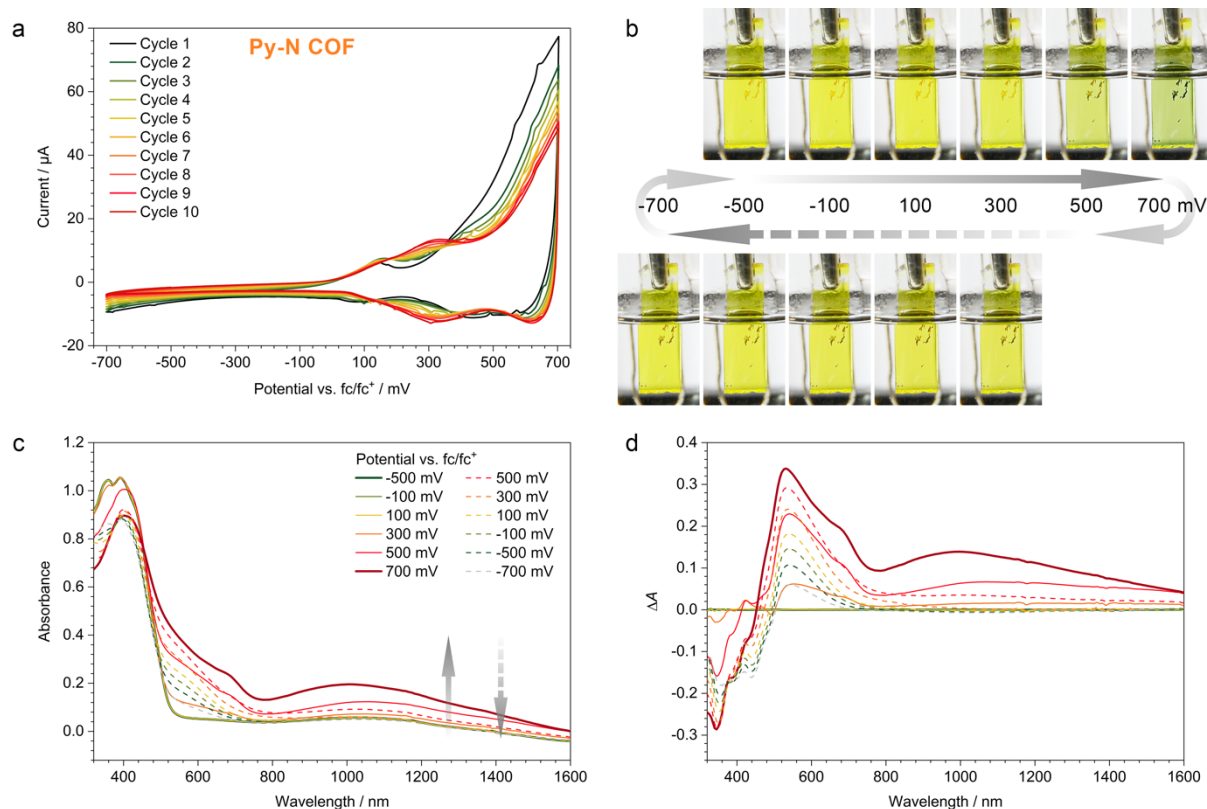 a
Py-N COF
Cycle 1
Cycle 2
Cycle 3
Cycle 4
Cycle 5
Cycle 6
Cycle 7
Cycle 8
Cycle 9
Cycle 10
80
60
40
20
0
-20
Current / µA
-700 -500 -300 -100 100 300 500 700
Potential vs. fc/fc⁺ / mV
b
-700 -500 -100 100 300 500 700 mV
c
Potential vs. fc/fc⁺
-500 mV 500 mV
-100 mV 300 mV
100 mV 100 mV
300 mV -100 mV
500 mV -500 mV
700 mV -700 mV
1.2
1.0
0.8
0.6
0.4
0.2
0.0
Absorbance
400 600 800 1000 1200 1400 1600
Wavelength / nm
d
0.4
0.3
0.2
0.1
0.0
-0.1
-0.2
-0.3
ΔA
400 600 800 1000 1200 1400 1600
Wavelength / nm